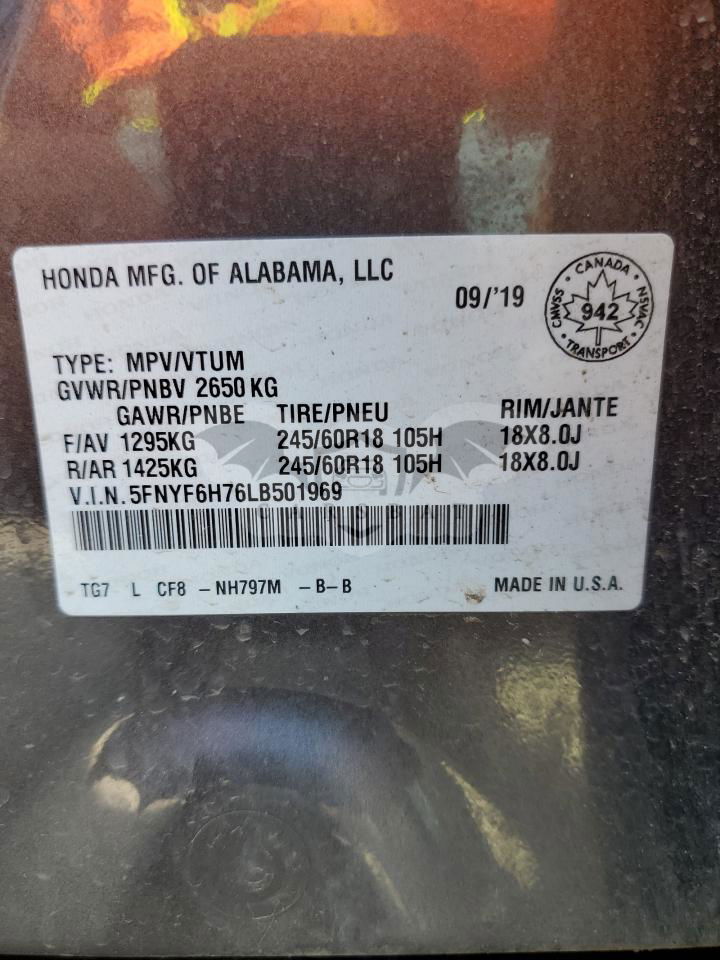 HONDA MFG. OF ALABAMA, LLC
09/'19
CANADA
CMVSS 942 NSVAC
TRANSPORT
TYPE: MPV/VTUM
GVWR/PNBV 2650 KG
GAWR/PNBE TIRE/PNEU RIM/JANTE
F/AV 1295KG 245/60R18 105H 18X8.0J
R/AR 1425KG 245/60R18 105H 18X8.0J
V.I.N. 5FNYF6H76LB501969
TG7 L CF8 – NH797M – B– B MADE IN U.S.A.